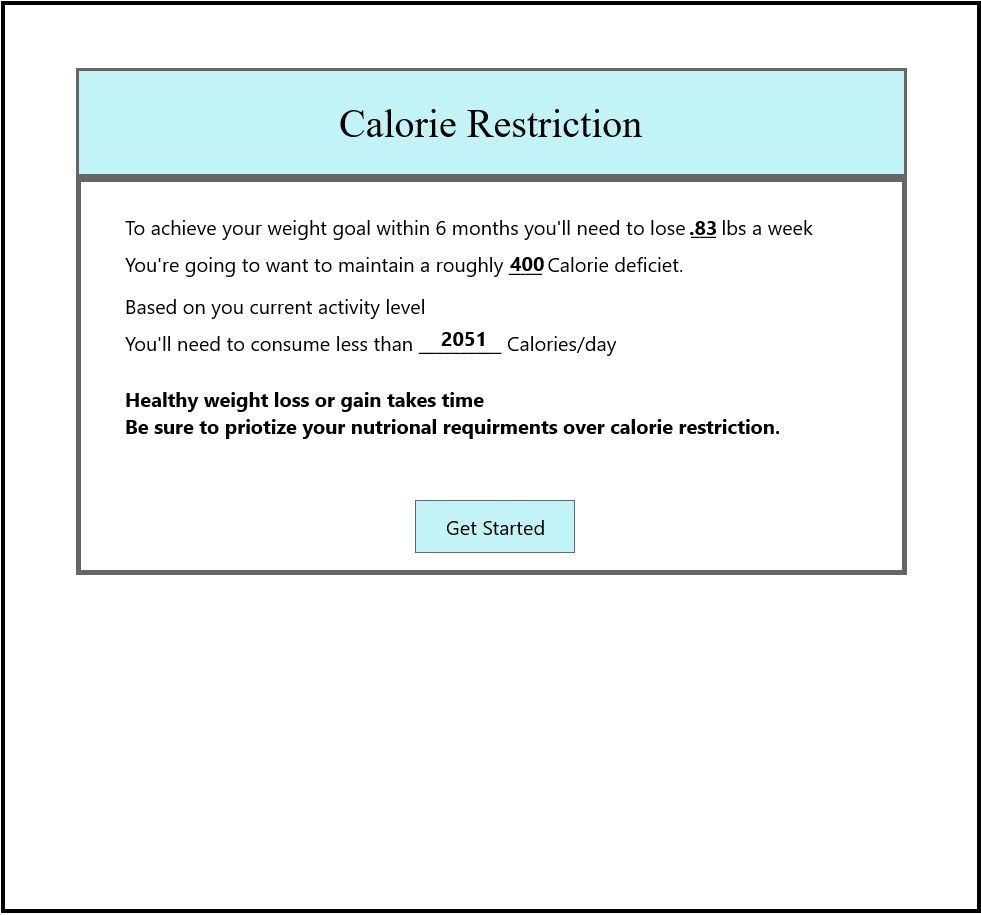 Calorie Restriction
To achieve your weight goal within 6 months you'll need to lose .83 lbs a week
You're going to want to maintain a roughly 400 Calorie deficiet.
Based on you current activity level
You'll need to consume less than 2051 Calories/day
Healthy weight loss or gain takes time
Be sure to priotize your nutrional requirments over calorie restriction.
Get Started